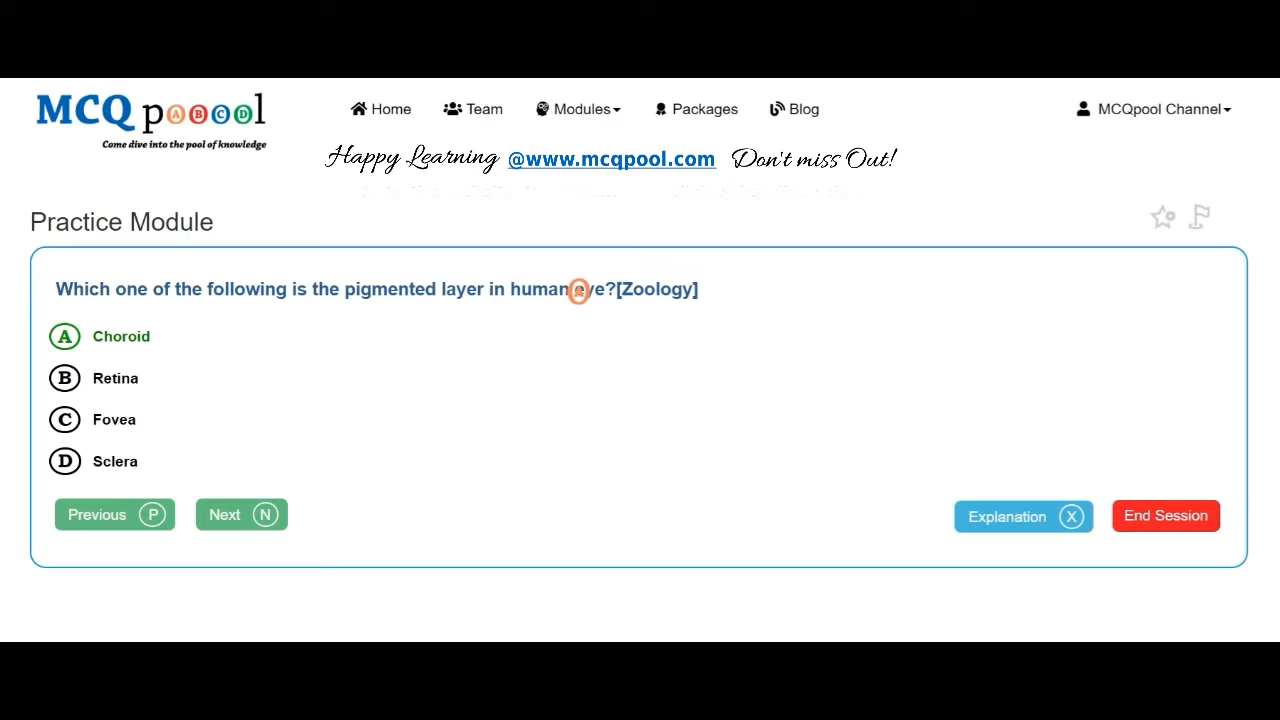 MCQ pooool
Come dive into the pool of knowledge
Home Team Modules Packages Blog MCQpool Channel
Happy Learning @www.mcqpool.com Don't miss Out!
Practice Module
Which one of the following is the pigmented layer in human eye?[Zoology]
A Choroid
B Retina
C Fovea
D Sclera
Previous P Next N Explanation X End Session